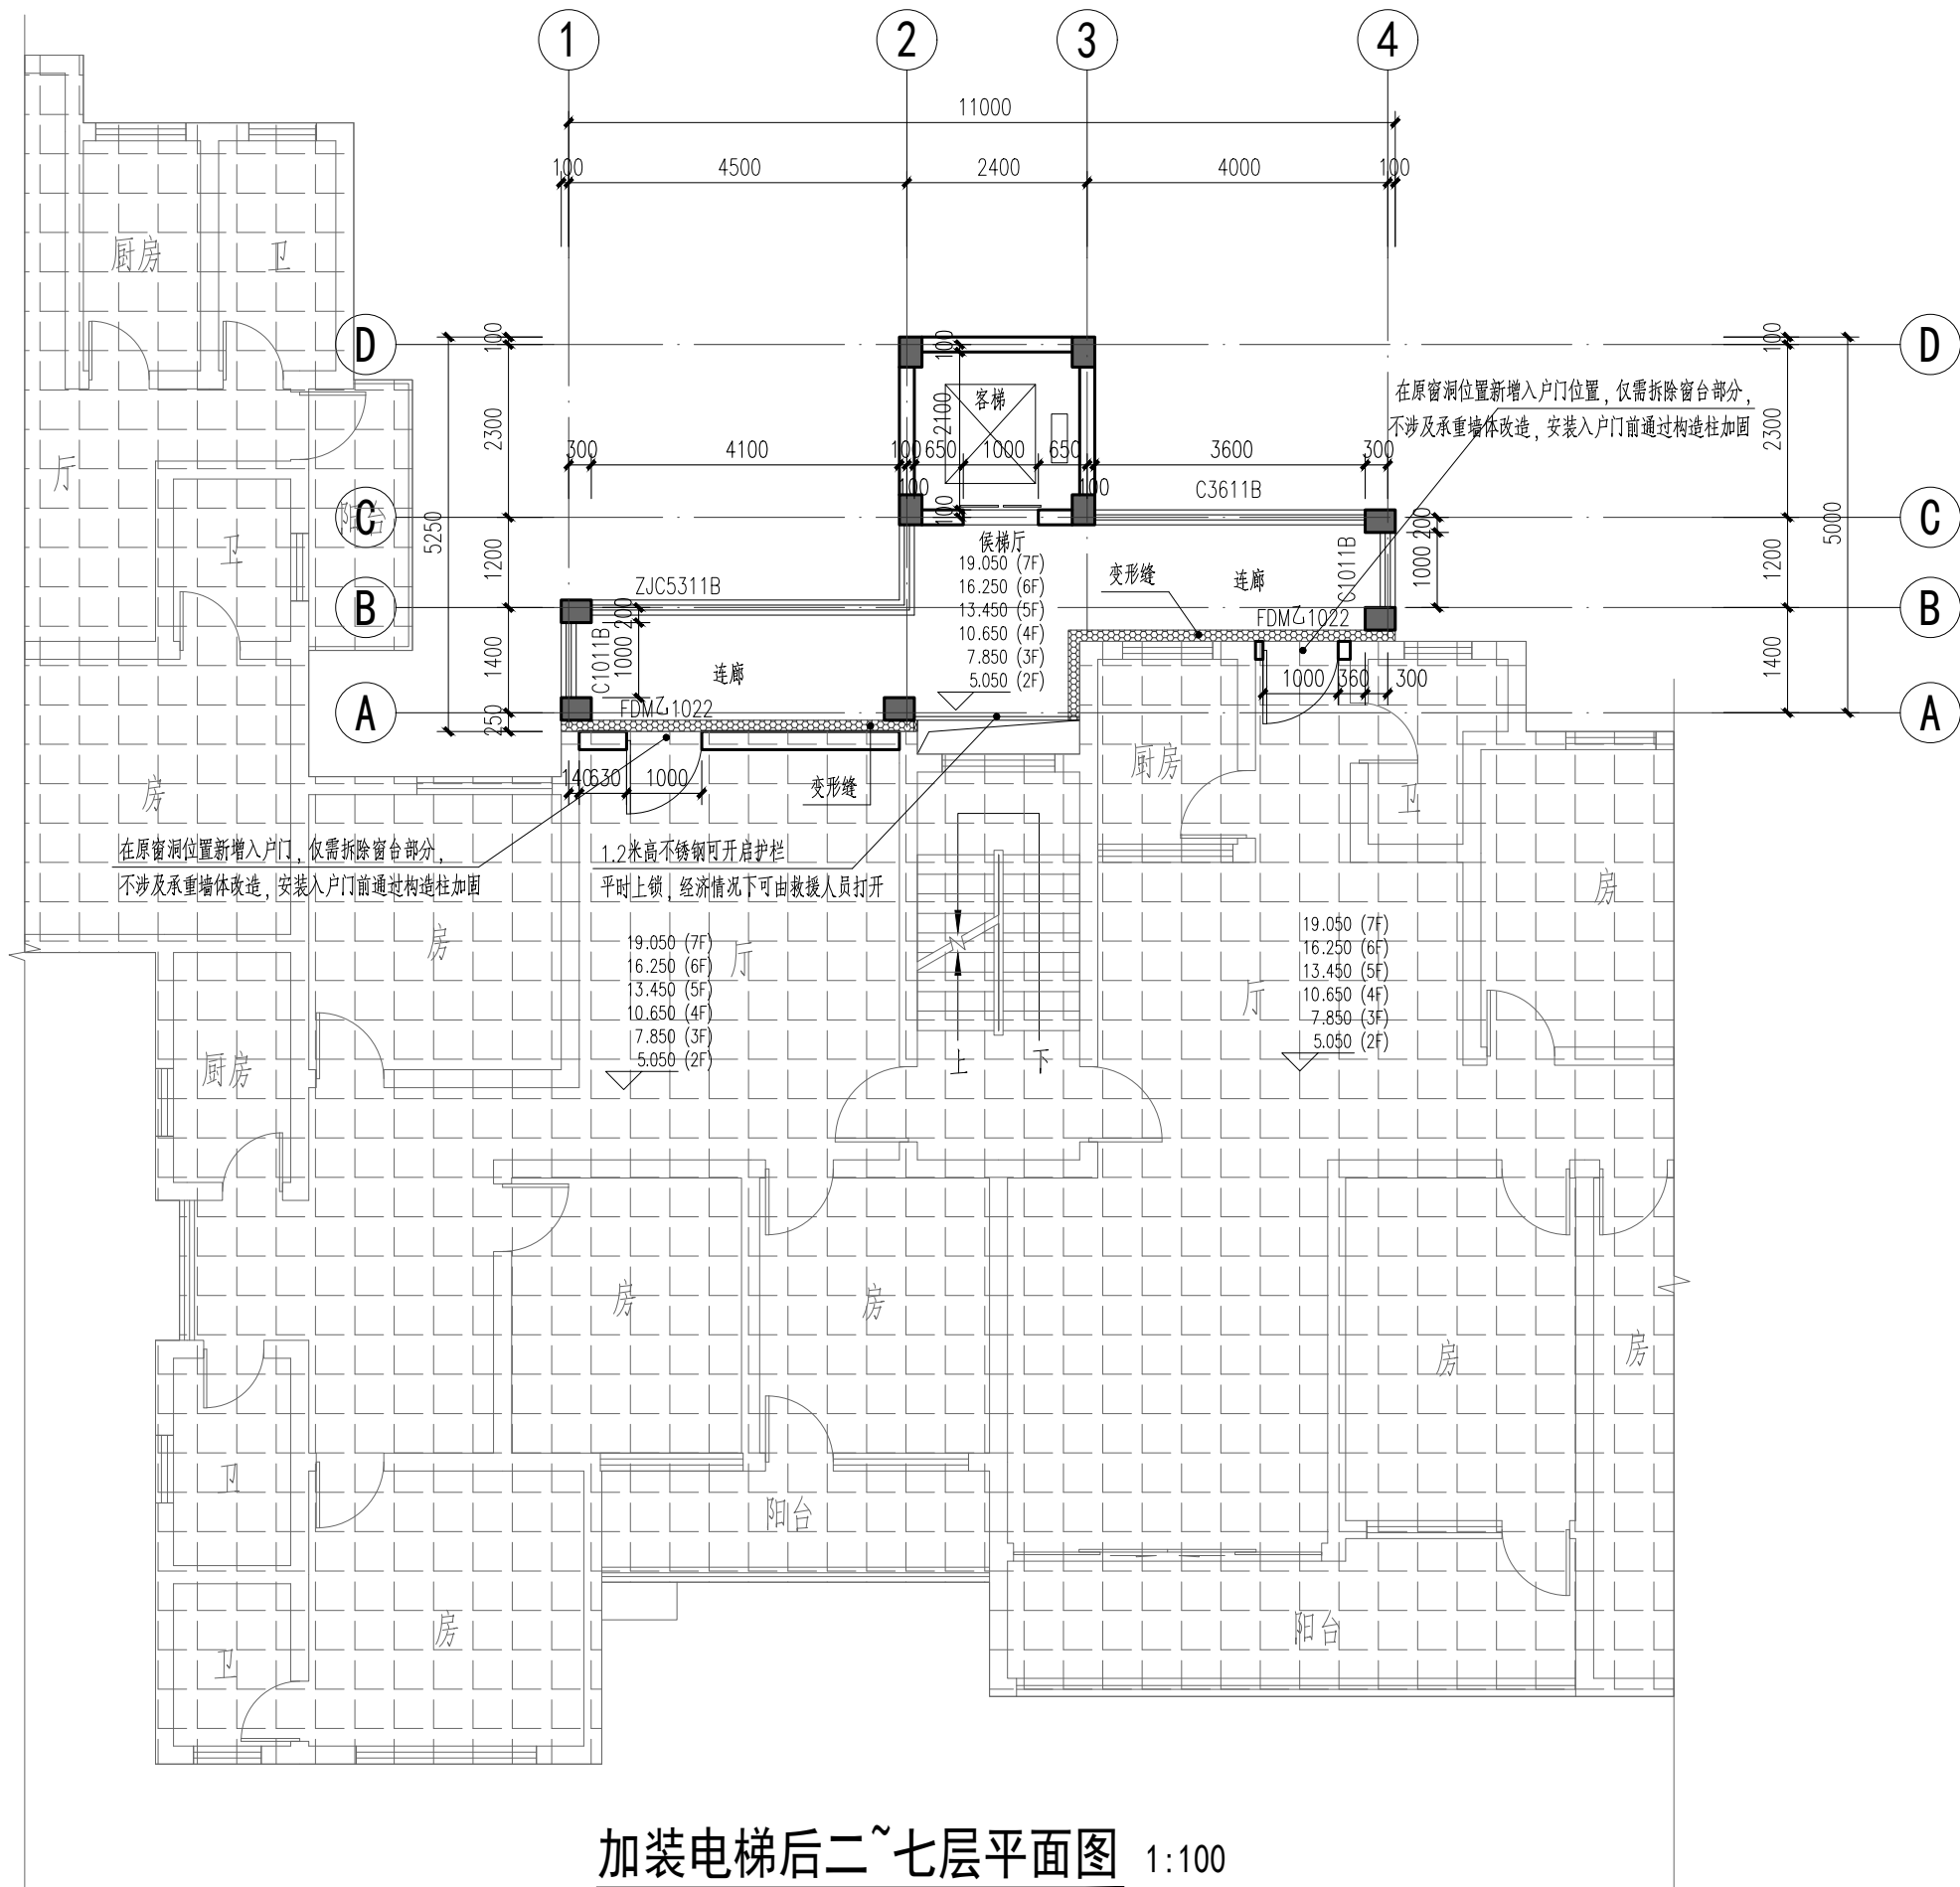 1 2 3 4
11000
100 4500 2400 4000 100
厨房 卫
D 100 100 100 D
客梯
在原窗洞位置新增入户门位置,仅需拆除窗台部分,
不涉及承重墙体改造,安装入户门前通过构造柱加固
2300 2100 2300
300 4100 100 650 1000 650 3600 300
厅
100 100 C3611B
C 阳台 100 200 C
5250 5000
卫
侯梯厅
19.050 (7F)
16.250 (6F)
13.450 (5F)
10.650 (4F)
7.850 (3F)
5.050 (2F)
1200 变形缝 连廊 C1011B 1000 1200
ZJC5311B
B 200 FDM乙1022 B
1400 C1011B 1000 连廊 1400
1000 360 300
A FDM乙1022 A
250
140 630 1000 变形缝
厨房 卫
房
在原窗洞位置新增入户门,仅需拆除窗台部分,
不涉及承重墙体改造,安装入户门前通过构造柱加固
1.2米高不锈钢可开启护栏
平时上锁,经济情况下可由救援人员打开
房
房 厅
19.050 (7F)
16.250 (6F)
13.450 (5F)
10.650 (4F)
7.850 (3F)
5.050 (2F)
厅
19.050 (7F)
16.250 (6F)
13.450 (5F)
10.650 (4F)
7.850 (3F)
5.050 (2F)
厨房 上 下
房 房 房 房
卫 阳台
卫 房 阳台
加装电梯后二~七层平面图 1:100